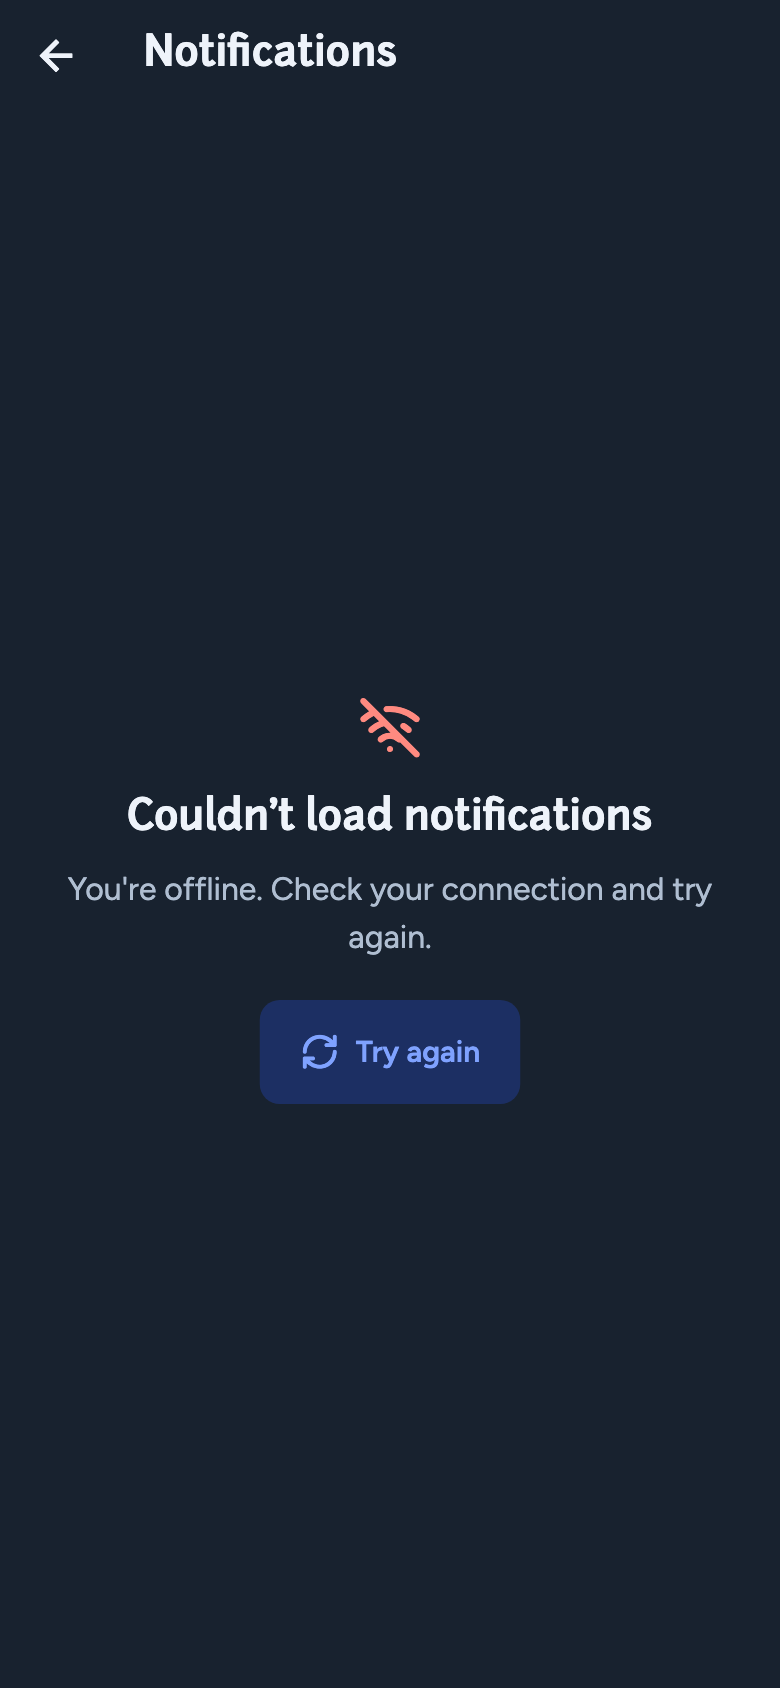 Notifications
Couldn’t load notifications
You're offline. Check your connection and try
again.
Try again